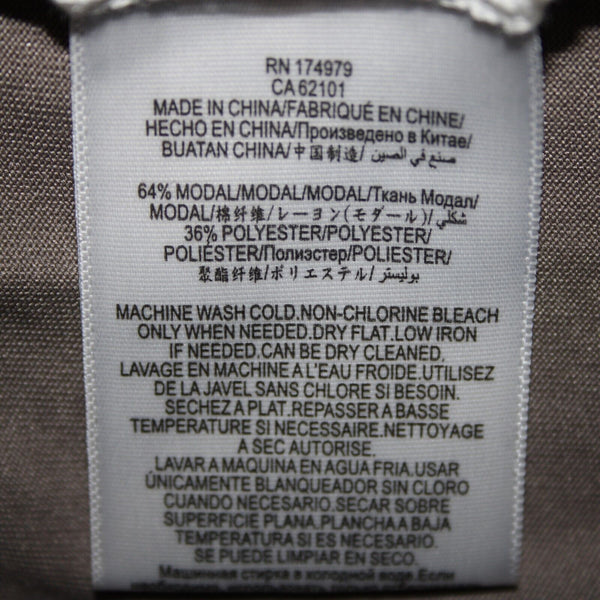 RN 174979
CA 62101
MADE IN CHINA/FABRIQUÉ EN CHINE/
HECHO EN CHINA/Произведено в Китае/
BUATAN CHINA/中国制造/صنع في الصين
64% MODAL/MODAL/MODAL/Ткань Модал/
MODAL/棉纤维/レーヨン(モダール)/شكلي/
36% POLYESTER/POLYESTER/
POLIÉSTER/Полиэстер/POLYESTER/
聚酯纤维/ポリエステル/بوليستر
MACHINE WASH COLD.NON-CHLORINE BLEACH
ONLY WHEN NEEDED.DRY FLAT.LOW IRON
IF NEEDED.CAN BE DRY CLEANED.
LAVAGE EN MACHINE A L'EAU FROIDE.UTILISEZ
DE LA JAVEL SANS CHLORE SI BESOIN.
SECHEZ A PLAT.REPASSER A BASSE
TEMPERATURE SI NECESSAIRE.NETTOYAGE
A SEC AUTORISE.
LAVAR A MAQUINA EN AGUA FRIA.USAR
ÚNICAMENTE BLANQUEADOR SIN CLORO
CUANDO NECESARIO.SECAR SOBRE
SUPERFICIE PLANA.PLANCHA A BAJA
TEMPERATURA SI ES NECESARIO.
SE PUEDE LIMPIAR EN SECO.
Машинная стирка в холодной воде.Если